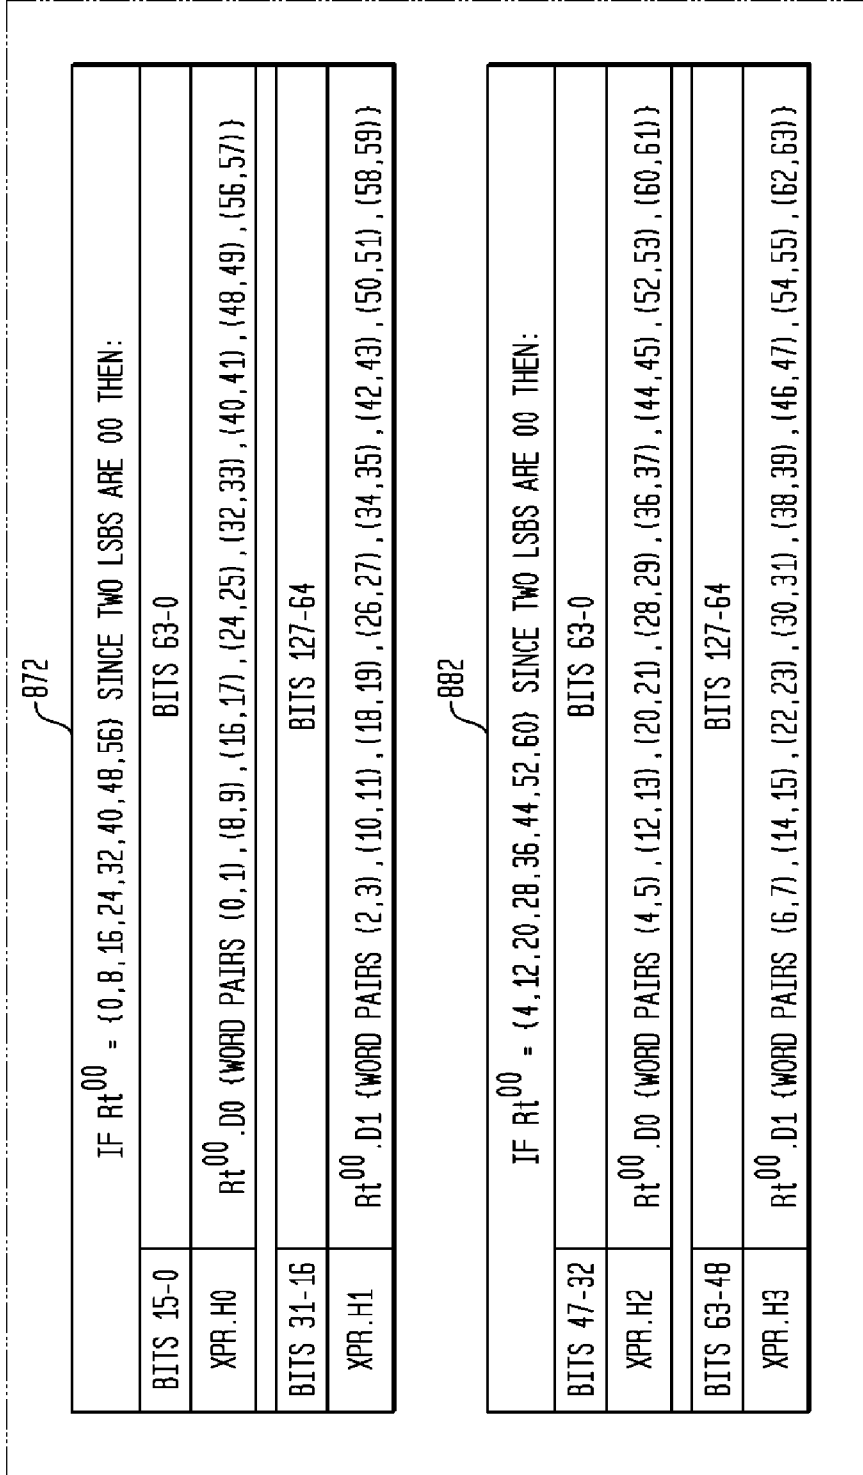 872
IF Rt00 = {0,8,16,24,32,40,48,56} SINCE TWO LSBS ARE 00 THEN:
BITS 15-0 BITS 63-0
XPR.H0 Rt00.D0 {WORD PAIRS (0,1),(8,9),(16,17),(24,25),(32,33),(40,41),(48,49),(56,57)}
BITS 31-16 BITS 127-64
XPR.H1 Rt00.D1 {WORD PAIRS (2,3),(10,11),(18,19),(26,27),(34,35),(42,43),(50,51),(58,59)}
882
IF Rt00 = {4,12,20,28,36,44,52,60} SINCE TWO LSBS ARE 00 THEN:
BITS 47-32 BITS 63-0
XPR.H2 Rt00.D0 {WORD PAIRS (4,5),(12,13),(20,21),(28,29),(36,37),(44,45),(52,53),(60,61)}
BITS 63-48 BITS 127-64
XPR.H3 Rt00.D1 {WORD PAIRS (6,7),(14,15),(22,23),(30,31),(38,39),(46,47),(54,55),(62,63)}